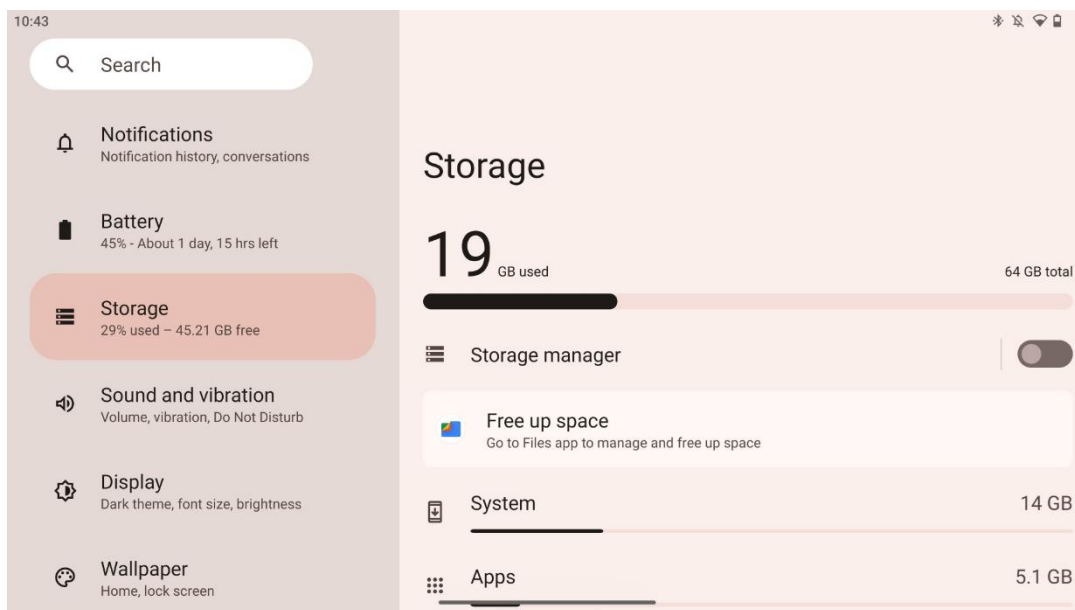 10:43
Search
Notifications
Notification history, conversations
Battery
45% - About 1 day, 15 hrs left
Storage
29% used – 45.21 GB free
Sound and vibration
Volume, vibration, Do Not Disturb
Display
Dark theme, font size, brightness
Wallpaper
Home, lock screen
Storage
19 GB used 64 GB total
Storage manager
Free up space
Go to Files app to manage and free up space
System 14 GB
Apps 5.1 GB